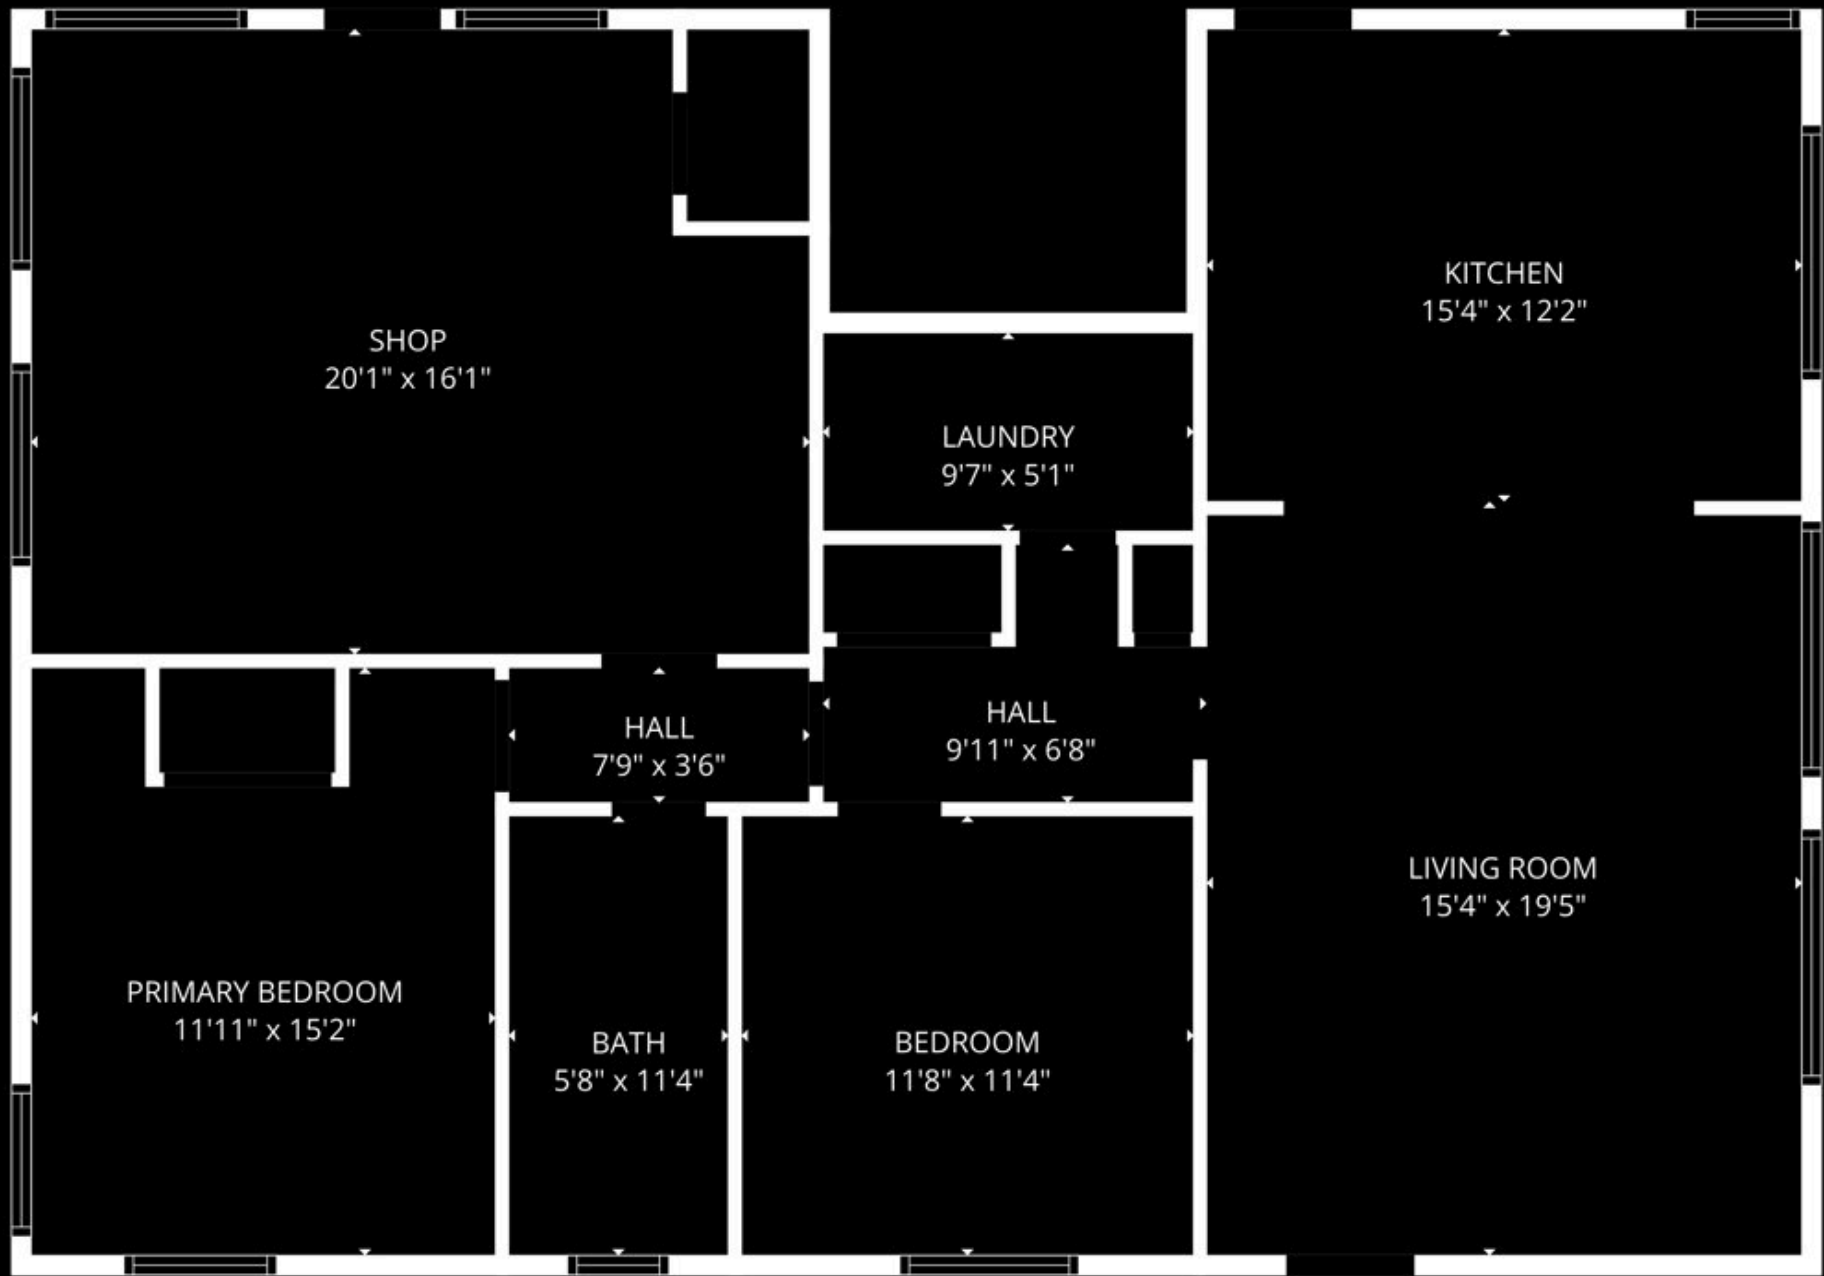 KITCHEN
15'4" x 12'2"
SHOP
20'1" x 16'1"
LAUNDRY
9'7" x 5'1"
HALL
9'11" x 6'8"
HALL
7'9" x 3'6"
LIVING ROOM
15'4" x 19'5"
PRIMARY BEDROOM
11'11" x 15'2"
BATH
5'8" x 11'4"
BEDROOM
11'8" x 11'4"